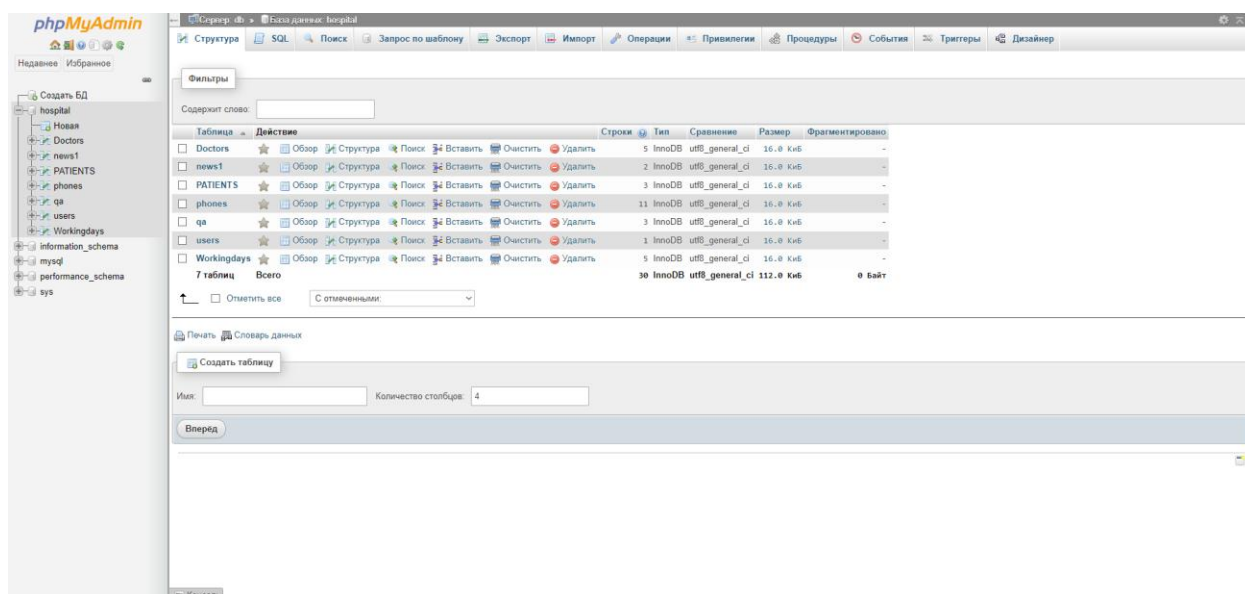 phpMyAdmin
Недавнее Избранное
Создать БД
hospital
Новая
Doctors
news1
PATIENTS
phones
qa
users
Workingdays
information_schema
mysql
performance_schema
sys
Сервер: db » База данных: hospital
Структура SQL Поиск Запрос по шаблону Экспорт Импорт Операции Привилегии Процедуры События Триггеры Дизайнер
Фильтры
Содержит слово:
Таблица Действие Строки Тип Сравнение Размер Фрагментировано
Doctors Обзор Структура Поиск Вставить Очистить Удалить 5 InnoDB utf8_general_ci 16.0 КиБ -
news1 Обзор Структура Поиск Вставить Очистить Удалить 2 InnoDB utf8_general_ci 16.0 КиБ -
PATIENTS Обзор Структура Поиск Вставить Очистить Удалить 3 InnoDB utf8_general_ci 16.0 КиБ -
phones Обзор Структура Поиск Вставить Очистить Удалить 11 InnoDB utf8_general_ci 16.0 КиБ -
qa Обзор Структура Поиск Вставить Очистить Удалить 3 InnoDB utf8_general_ci 16.0 КиБ -
users Обзор Структура Поиск Вставить Очистить Удалить 1 InnoDB utf8_general_ci 16.0 КиБ -
Workingdays Обзор Структура Поиск Вставить Очистить Удалить 5 InnoDB utf8_general_ci 16.0 КиБ -
7 таблиц Всего 30 InnoDB utf8_general_ci 112.0 КиБ 0 Байт
Отметить все С отмеченными:
Печать Словарь данных
Создать таблицу
Имя: Количество столбцов: 4
Вперёд